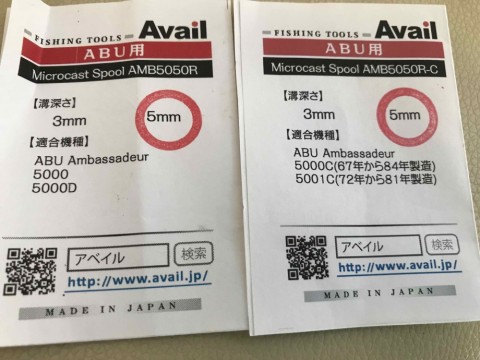 FISHING TOOLS Avail
ABU用
Microcast Spool AMB5050R
【溝深さ】
3mm
5mm
【適合機種】
ABU Ambassadeur
5000
5000D
アベイル 検索
http://www.avail.jp/
MADE IN JAPAN
FISHING TOOLS Avail
ABU用
Microcast Spool AMB5050R-C
【溝深さ】
3mm
5mm
【適合機種】
ABU Ambassadeur
5000C(67年から84年製造)
5001C(72年から81年製造)
アベイル 検索
http://www.avail.jp/
MADE IN JAPAN